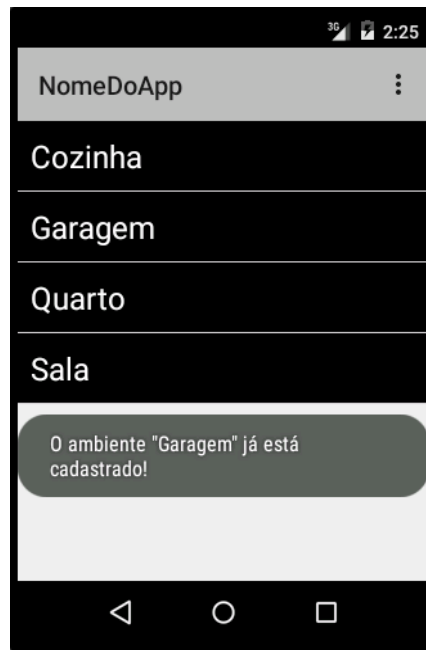 3G 2:25
NomeDoApp
Cozinha
Garagem
Quarto
Sala
O ambiente "Garagem" já está
cadastrado!